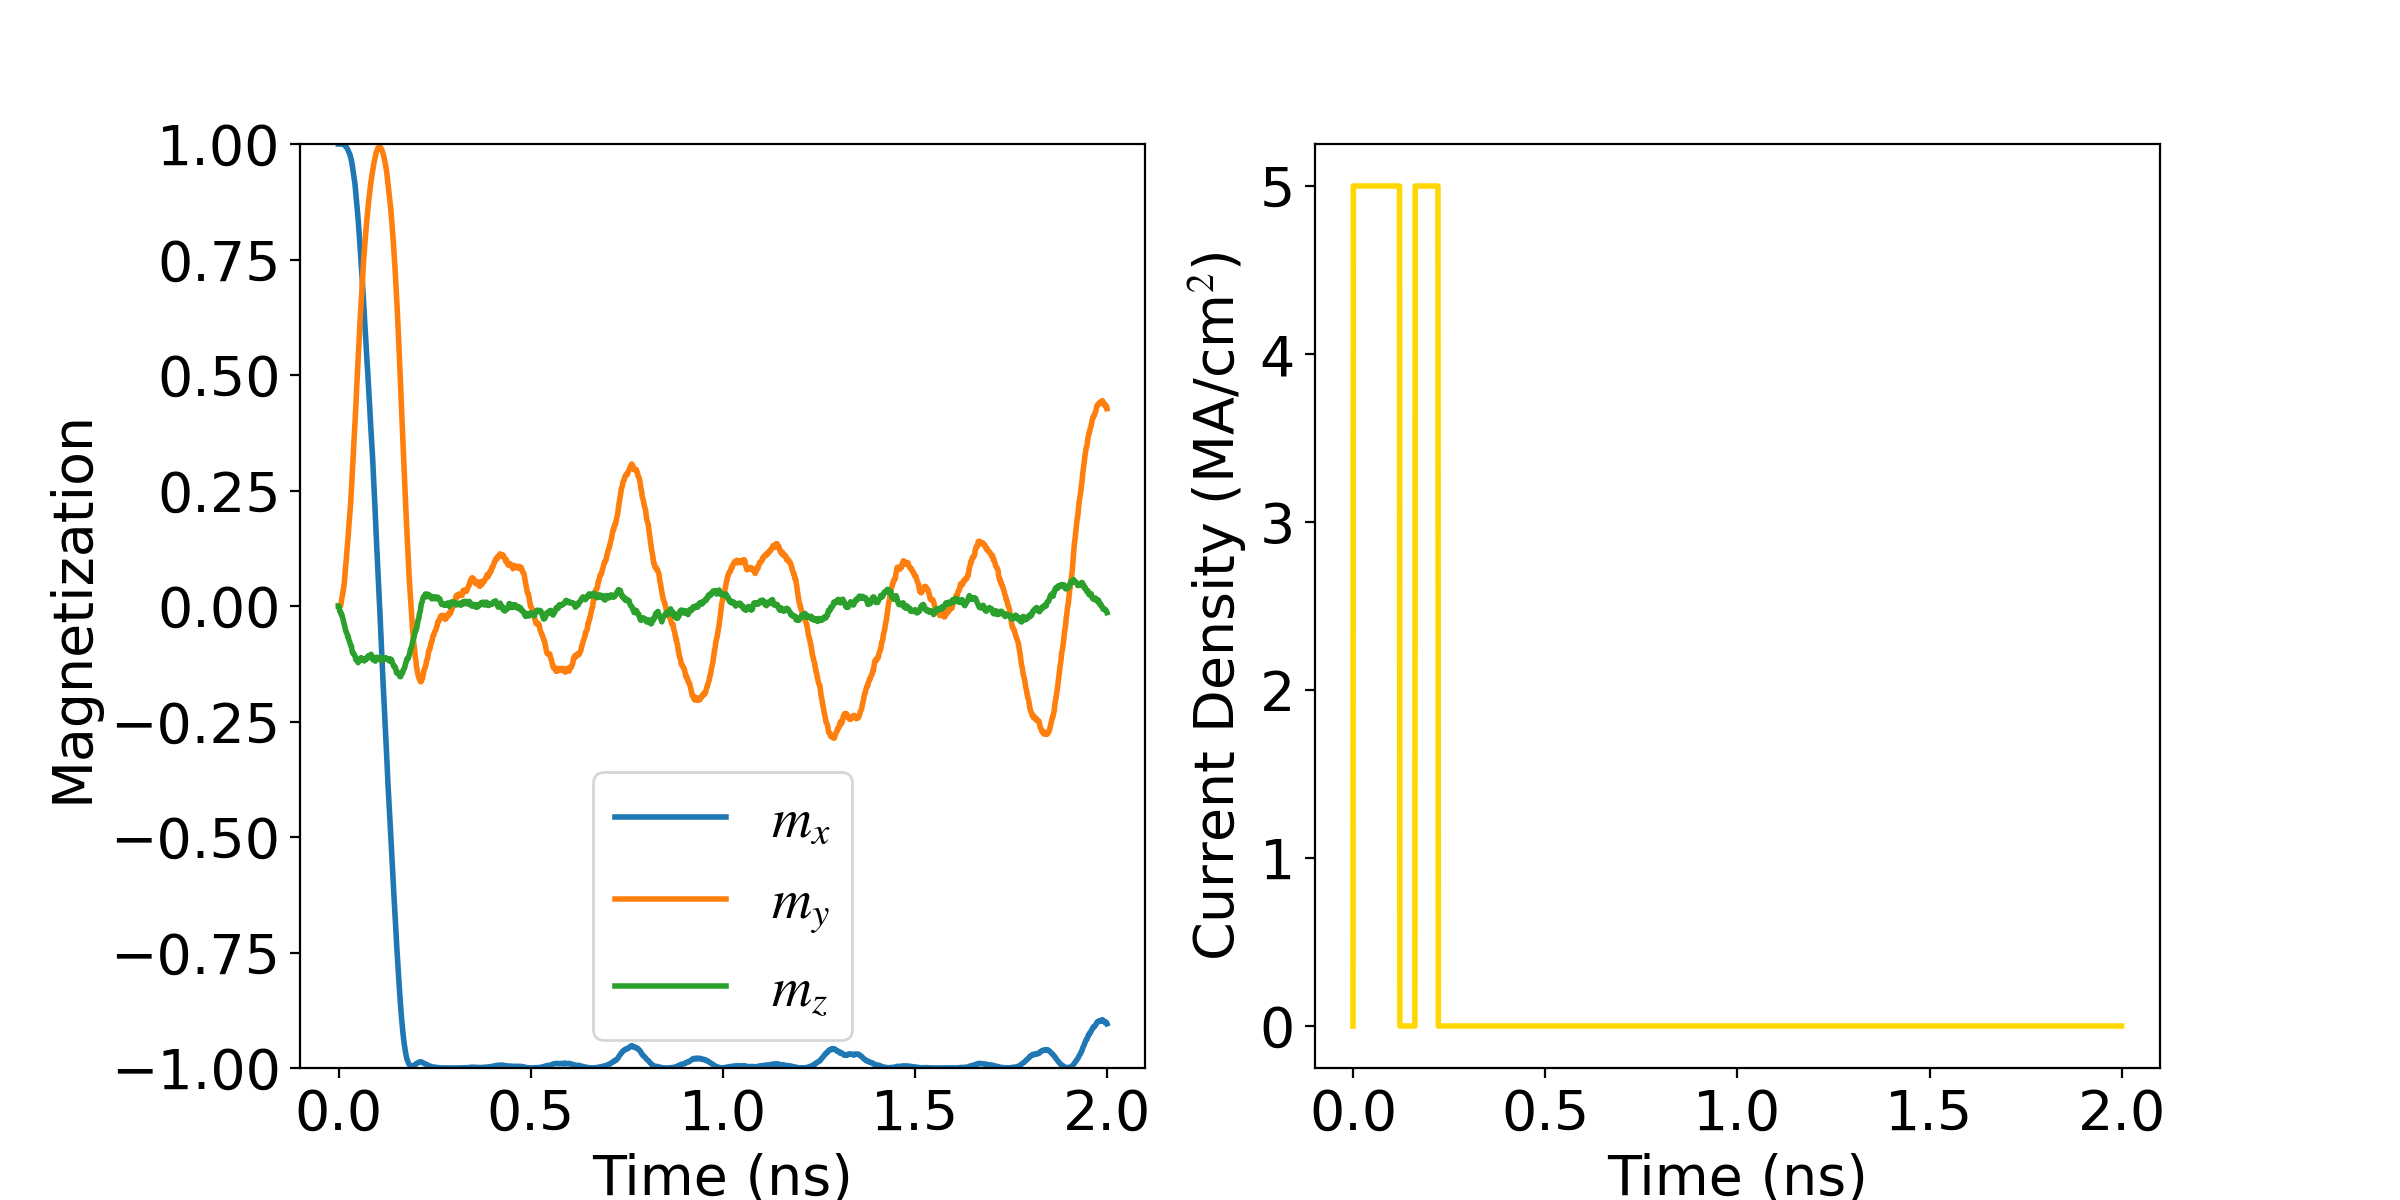 1.00
0.75
0.50
0.25
0.00
−0.25
−0.50
−0.75
−1.00
Magnetization
m_x
m_y
m_z
0.0 0.5 1.0 1.5 2.0
Time (ns)
5
4
3
2
1
0
Current Density (MA/cm²)
0.0 0.5 1.0 1.5 2.0
Time (ns)